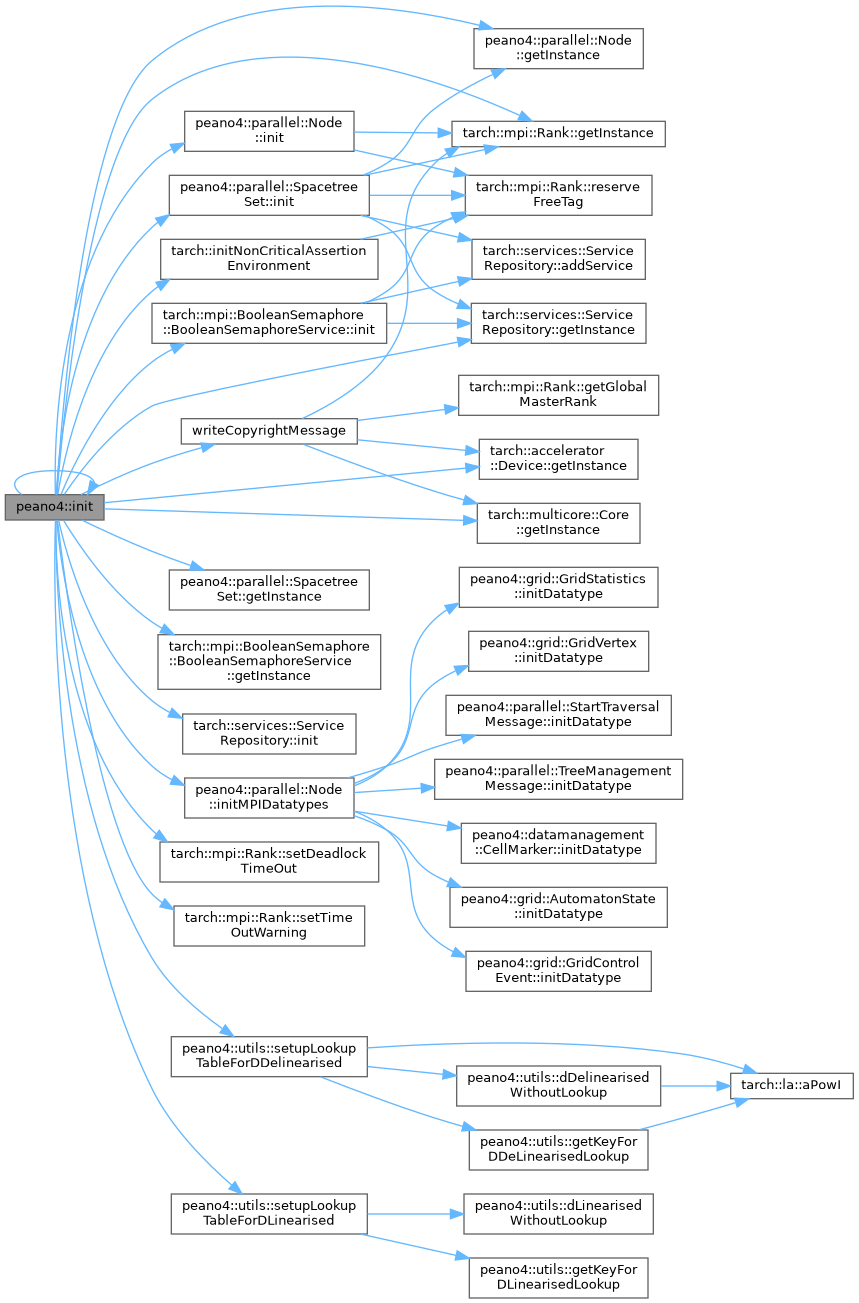 peano4::parallel::Node
::getInstance
peano4::parallel::Node
::init
tarch::mpi::Rank::getInstance
peano4::parallel::Spacetree
Set::init
tarch::mpi::Rank::reserve
FreeTag
tarch::initNonCriticalAssertion
Environment
tarch::services::Service
Repository::addService
tarch::mpi::BooleanSemaphore
::BooleanSemaphoreService::init
tarch::services::Service
Repository::getInstance
tarch::mpi::Rank::getGlobal
MasterRank
writeCopyrightMessage
tarch::accelerator
::Device::getInstance
peano4::init
tarch::multicore::Core
::getInstance
peano4::parallel::Spacetree
Set::getInstance
peano4::grid::GridStatistics
::initDatatype
tarch::mpi::BooleanSemaphore
::BooleanSemaphoreService
::getInstance
peano4::grid::GridVertex
::initDatatype
tarch::services::Service
Repository::init
peano4::parallel::StartTraversal
Message::initDatatype
peano4::parallel::Node
::initMPIDatatypes
peano4::parallel::TreeManagement
Message::initDatatype
tarch::mpi::Rank::setDeadlock
TimeOut
peano4::datamanagement
::CellMarker::initDatatype
tarch::mpi::Rank::setTime
OutWarning
peano4::grid::AutomatonState
::initDatatype
peano4::grid::GridControl
Event::initDatatype
peano4::utils::setupLookup
TableForDDelinearised
peano4::utils::dDelinearised
WithoutLookup
tarch::la::aPowI
peano4::utils::getKeyFor
DDeLinearisedLookup
peano4::utils::setupLookup
TableForDLinearised
peano4::utils::dLinearised
WithoutLookup
peano4::utils::getKeyFor
DLinearisedLookup